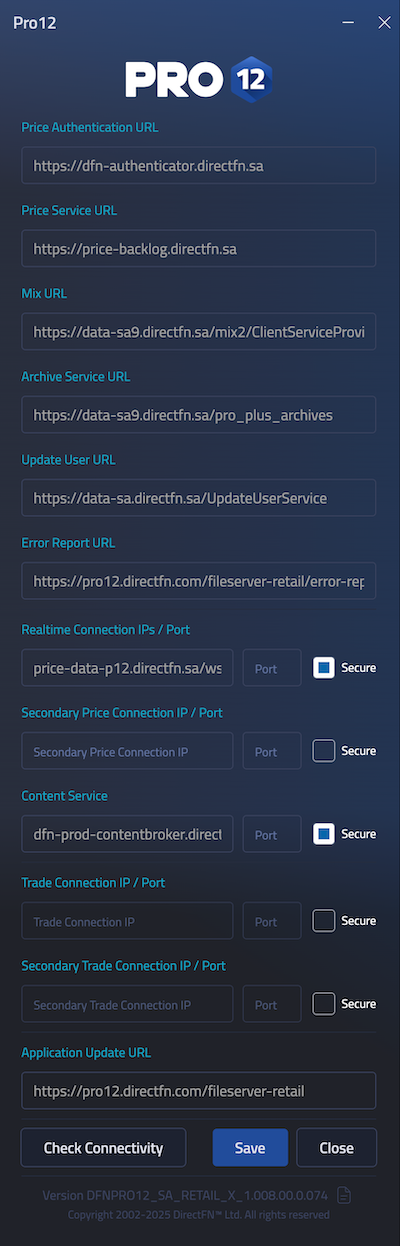 Pro12
PRO 12
Price Authentication URL
https://dfn-authenticator.directfn.sa
Price Service URL
https://price-backlog.directfn.sa
Mix URL
https://data-sa9.directfn.sa/mix2/ClientServiceProvi
Archive Service URL
https://data-sa9.directfn.sa/pro_plus_archives
Update User URL
https://data-sa.directfn.sa/UpdateUserService
Error Report URL
https://pro12.directfn.com/fileserver-retail/error-rep
Realtime Connection IPs / Port
price-data-p12.directfn.sa/ws Port Secure
Secondary Price Connection IP / Port
Secondary Price Connection IP Port Secure
Content Service
dfn-prod-contentbroker.direct Port Secure
Trade Connection IP / Port
Trade Connection IP Port Secure
Secondary Trade Connection IP / Port
Secondary Trade Connection IP Port Secure
Application Update URL
https://pro12.directfn.com/fileserver-retail
Check Connectivity Save Close
Version DFNPRO12_SA_RETAIL_X_1.008.00.0.074
Copyright 2002-2025 DirectFN™ Ltd. All rights reserved